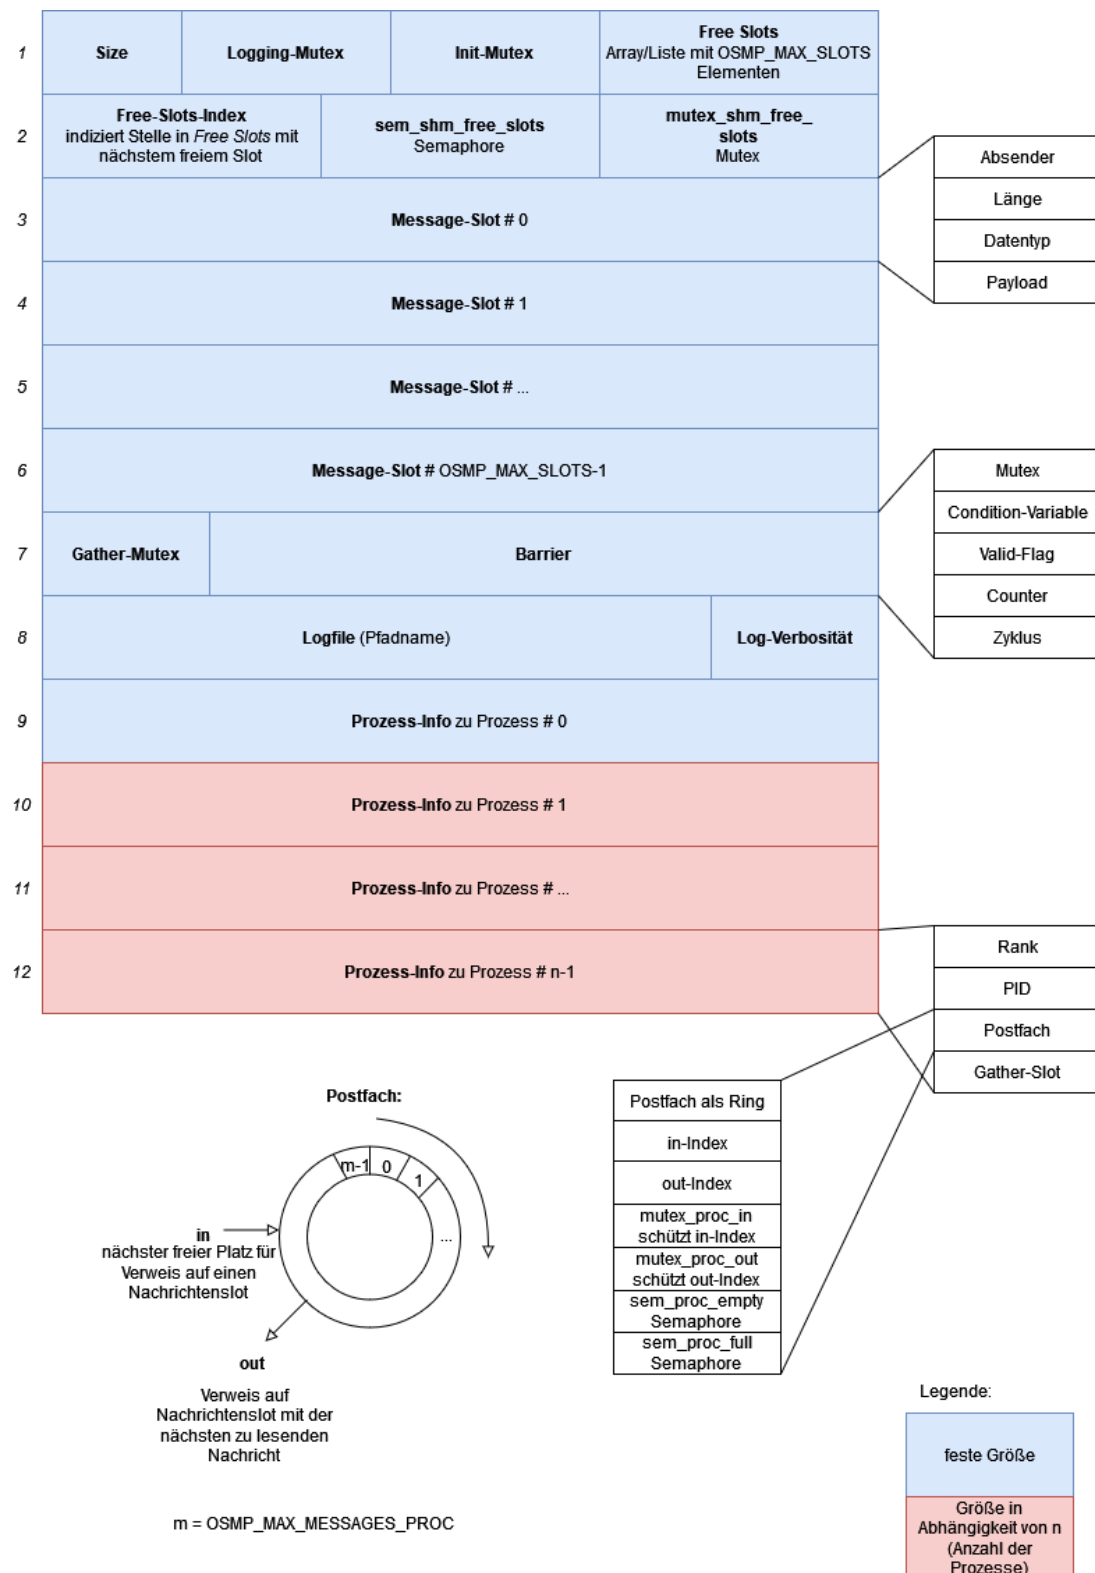 1
Size
Logging-Mutex
Init-Mutex
Free Slots
Array/Liste mit OSMP_MAX_SLOTS
Elementen
2
Free-Slots-Index
indiziert Stelle in Free Slots mit
nächstem freiem Slot
sem_shm_free_slots
Semaphore
mutex_shm_free_
slots
Mutex
Absender
Länge
Datentyp
Payload
3
Message-Slot # 0
4
Message-Slot # 1
5
Message-Slot # ...
6
Message-Slot # OSMP_MAX_SLOTS-1
Mutex
Condition-Variable
Valid-Flag
Counter
Zyklus
7
Gather-Mutex
Barrier
8
Logfile (Pfadname)
Log-Verbosität
9
Prozess-Info zu Prozess # 0
10
Prozess-Info zu Prozess # 1
11
Prozess-Info zu Prozess # ...
12
Prozess-Info zu Prozess # n-1
Rank
PID
Postfach
Gather-Slot
Postfach:
m-1
0
1
...
in
nächster freier Platz für
Verweis auf einen
Nachrichtenslot
out
Verweis auf
Nachrichtenslot mit der
nächsten zu lesenden
Nachricht
m = OSMP_MAX_MESSAGES_PROC
Postfach als Ring
in-Index
out-Index
mutex_proc_in
schützt in-Index
mutex_proc_out
schützt out-Index
sem_proc_empty
Semaphore
sem_proc_full
Semaphore
Legende:
feste Größe
Größe in
Abhängigkeit von n
(Anzahl der
Prozesse)